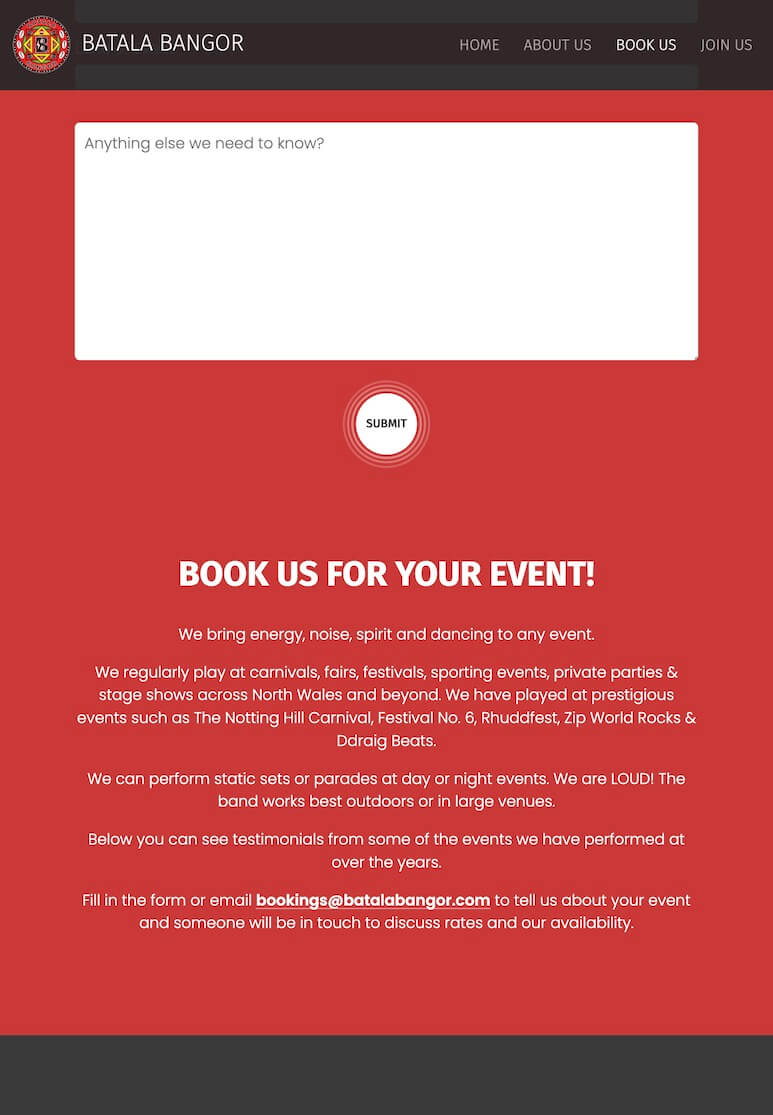 BATALA BANGOR
HOME
ABOUT US
BOOK US
JOIN US
Anything else we need to know?
SUBMIT
BOOK US FOR YOUR EVENT!
We bring energy, noise, spirit and dancing to any event.
We regularly play at carnivals, fairs, festivals, sporting events, private parties &
stage shows across North Wales and beyond. We have played at prestigious
events such as The Notting Hill Carnival, Festival No. 6, Rhuddfest, Zip World Rocks &
Ddraig Beats.
We can perform static sets or parades at day or night events. We are LOUD! The
band works best outdoors or in large venues.
Below you can see testimonials from some of the events we have performed at
over the years.
Fill in the form or email bookings@batalabangor.com to tell us about your event
and someone will be in touch to discuss rates and our availability.